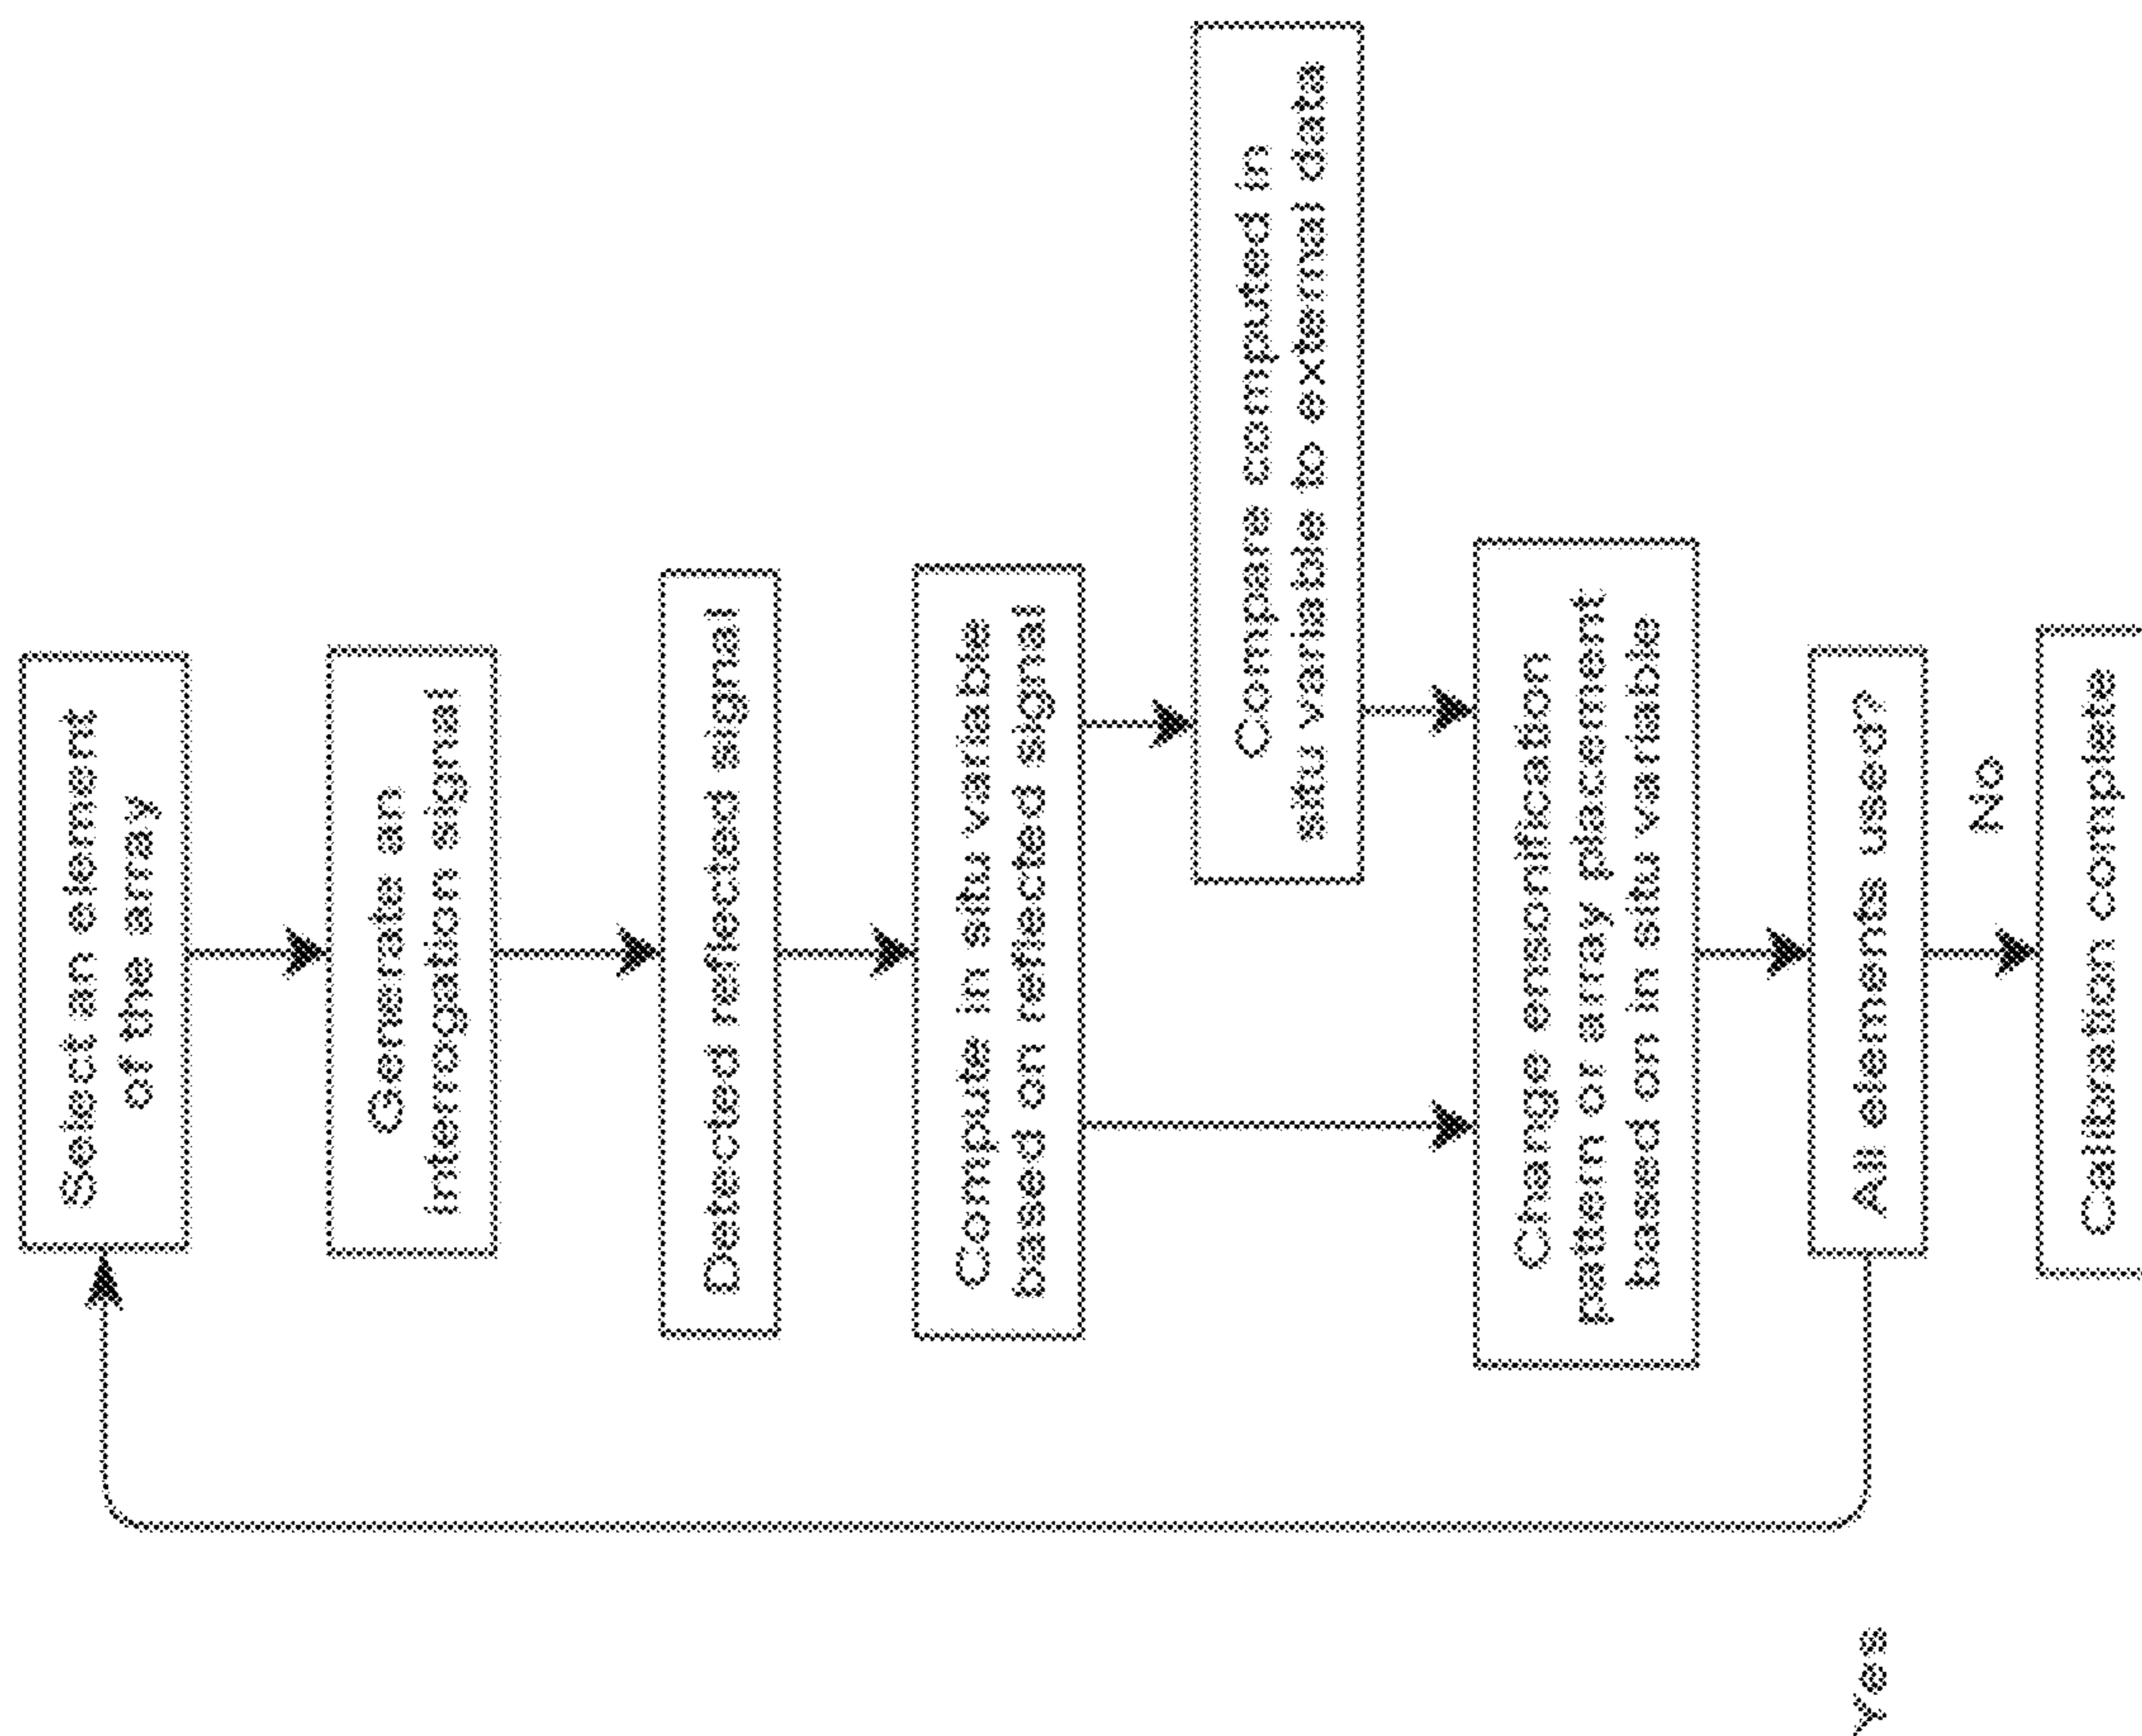 Select an element
of the array
Generate an
interrogation signal
Detected reflected signal
Compute in situ variable
based on reflected signal
Compare computed in
situ variable to external data
Change ensonification
pattern or array placement
based on in situ variable
All elements used?
No
Yes
Calibration complete